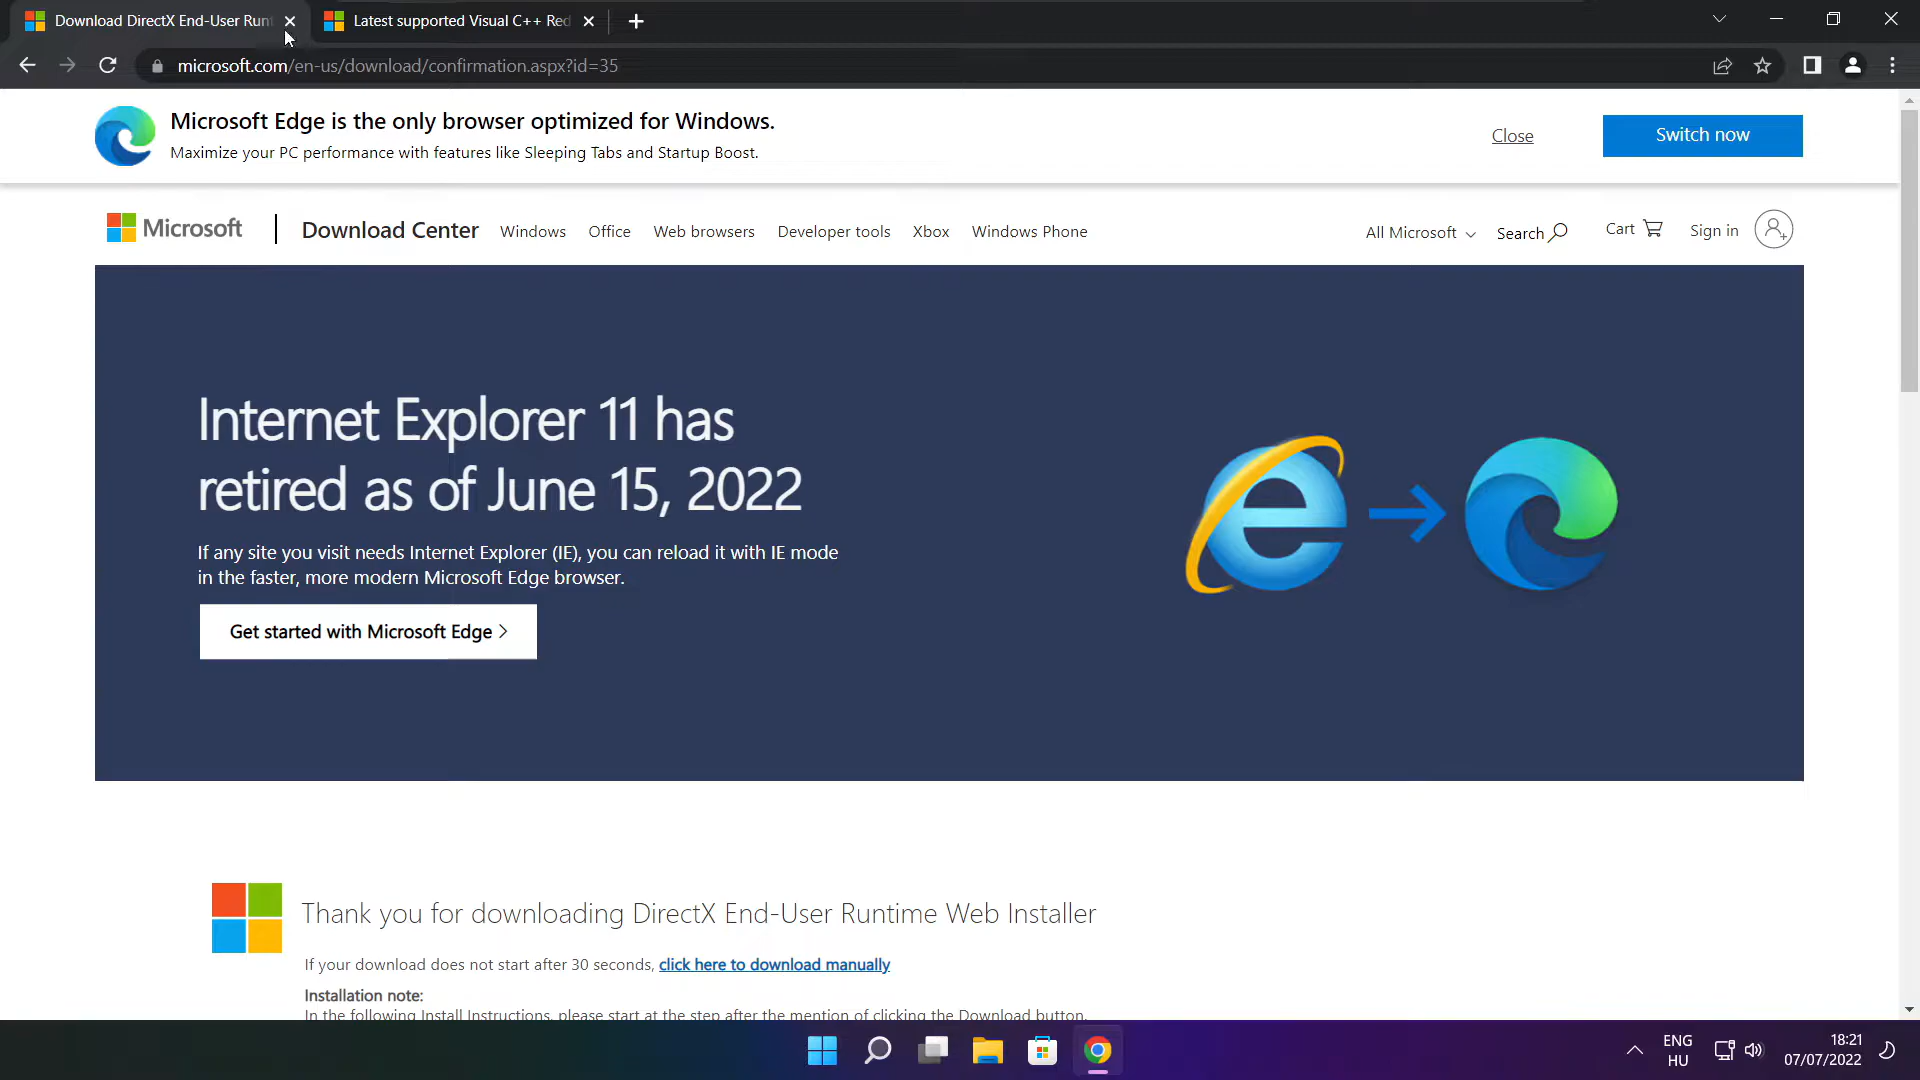 Download DirectX End-User Run
Latest supported Visual C++ Red
microsoft.com/en-us/download/confirmation.aspx?id=35
Microsoft Edge is the only browser optimized for Windows.
Maximize your PC performance with features like Sleeping Tabs and Startup Boost.
Close
Switch now
Microsoft
Download Center
Windows
Office
Web browsers
Developer tools
Xbox
Windows Phone
All Microsoft
Search
Cart
Sign in
Internet Explorer 11 has
retired as of June 15, 2022
If any site you visit needs Internet Explorer (IE), you can reload it with IE mode
in the faster, more modern Microsoft Edge browser.
Get started with Microsoft Edge >
Thank you for downloading DirectX End-User Runtime Web Installer
If your download does not start after 30 seconds, click here to download manually
Installation note:
In the following Install Instructions, please start at the step after the mention of clicking the Download button.
ENG
HU
18:21
07/07/2022